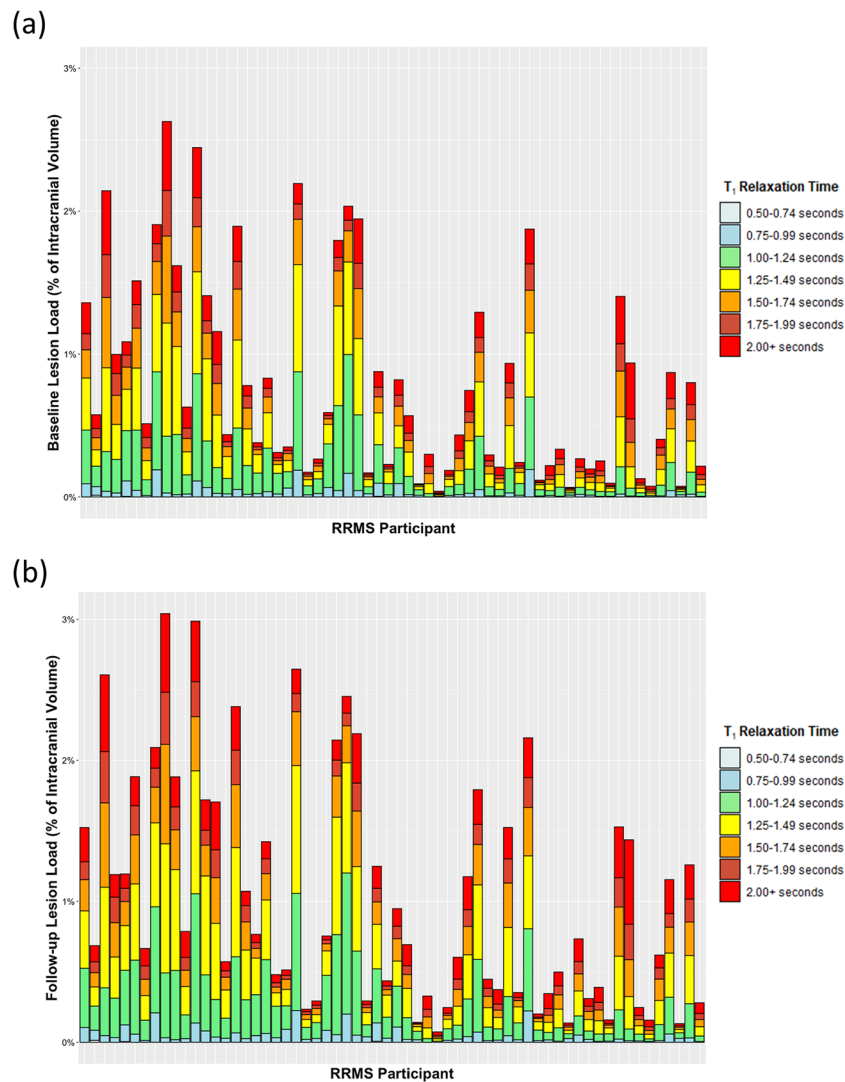 (a)
Baseline Lesion Load (% of Intracranial Volume)
3%
2%
1%
0%
RRMS Participant
T1 Relaxation Time
0.50-0.74 seconds
0.75-0.99 seconds
1.00-1.24 seconds
1.25-1.49 seconds
1.50-1.74 seconds
1.75-1.99 seconds
2.00+ seconds
(b)
Follow-up Lesion Load (% of Intracranial Volume)
3%
2%
1%
0%
RRMS Participant
T1 Relaxation Time
0.50-0.74 seconds
0.75-0.99 seconds
1.00-1.24 seconds
1.25-1.49 seconds
1.50-1.74 seconds
1.75-1.99 seconds
2.00+ seconds